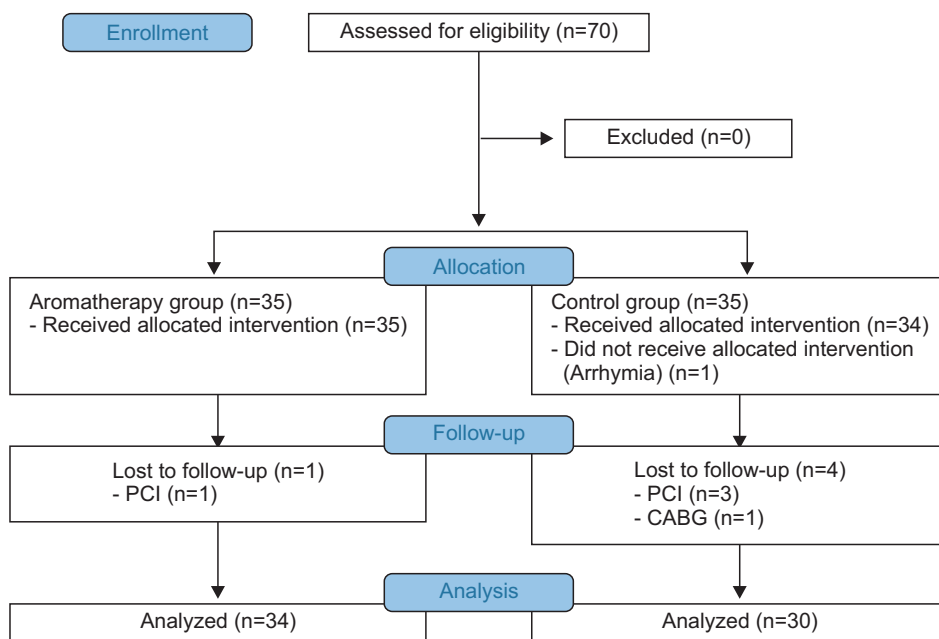 Enrollment
Assessed for eligibility (n=70)
Excluded (n=0)
Allocation
Aromatherapy group (n=35)
- Received allocated intervention (n=35)
Control group (n=35)
- Received allocated intervention (n=34)
- Did not receive allocated intervention
(Arrhymia) (n=1)
Follow-up
Lost to follow-up (n=1)
- PCI (n=1)
Lost to follow-up (n=4)
- PCI (n=3)
- CABG (n=1)
Analysis
Analyzed (n=34)
Analyzed (n=30)